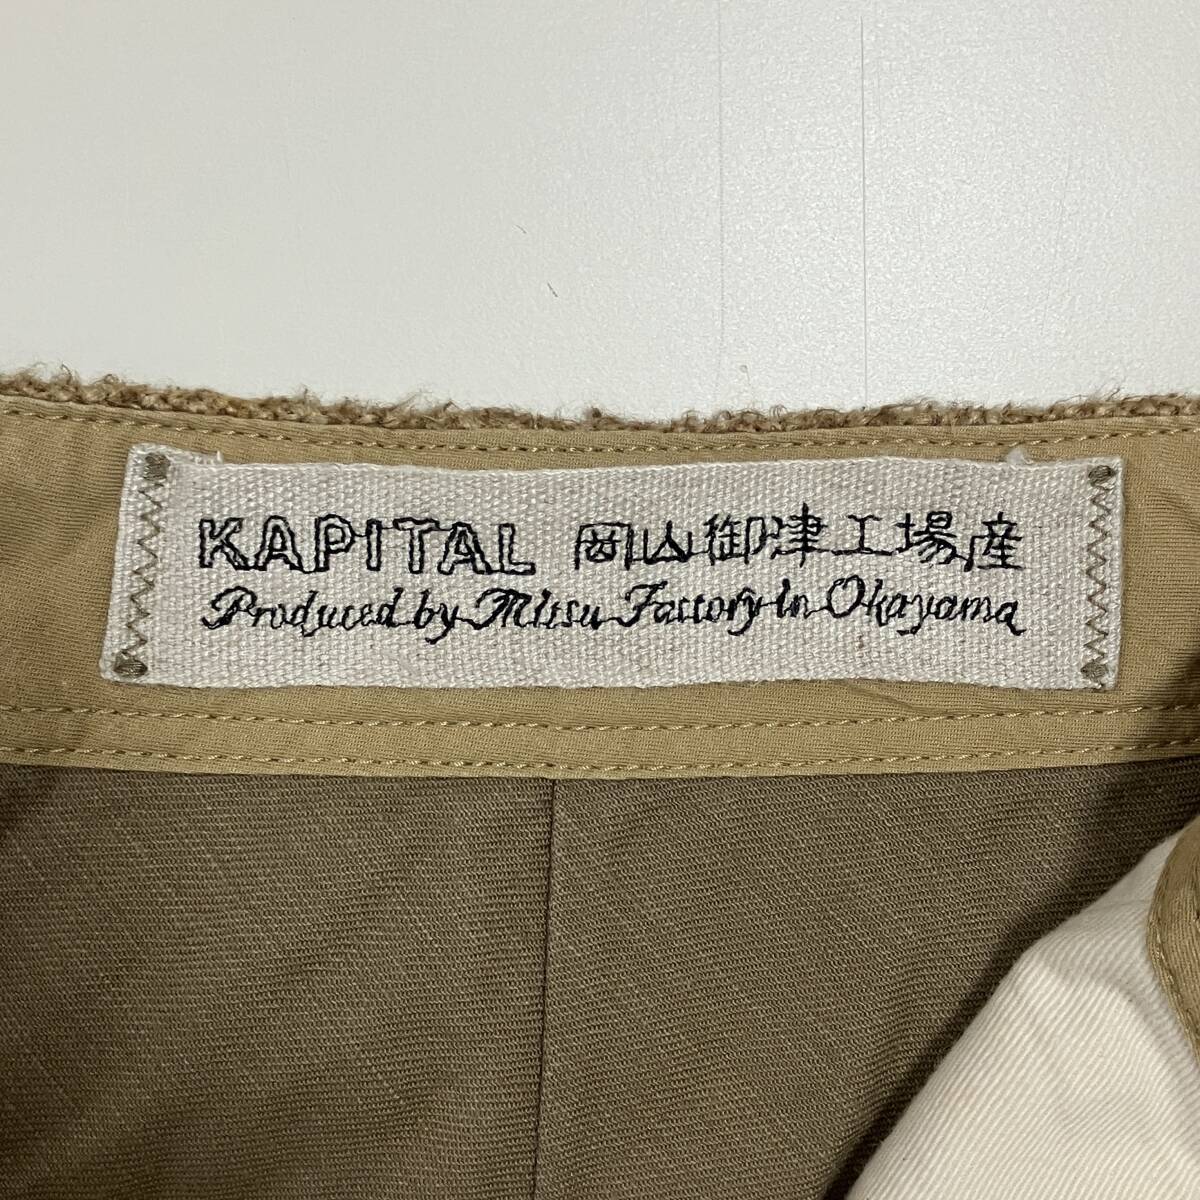 KAPITAL 岡山御津工場産
Produced by Mitsu Factory in Okayama